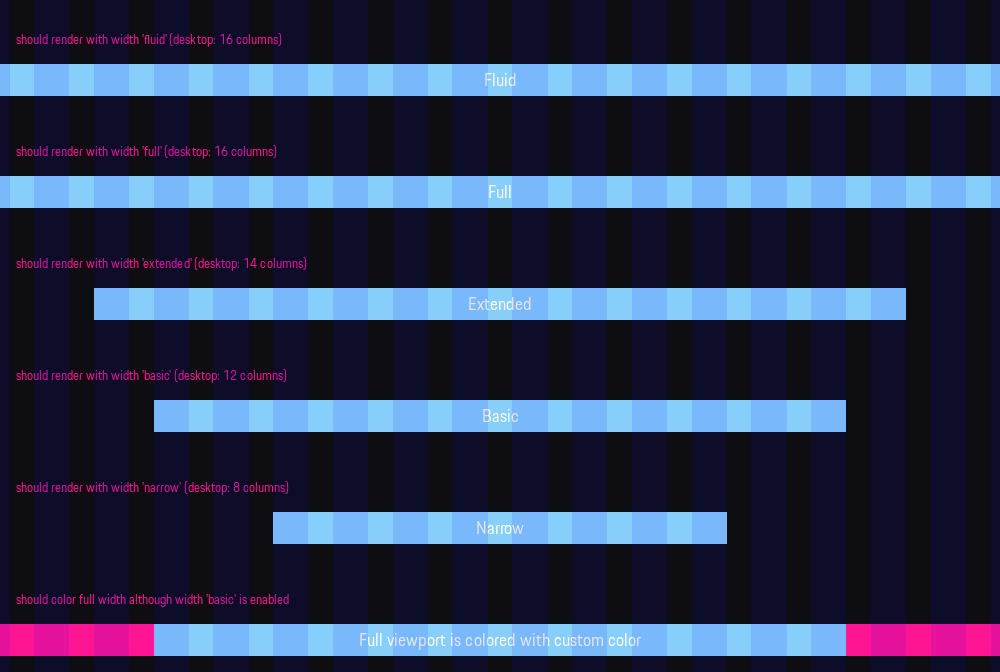 should render with width 'fluid' (desktop: 16 columns)
Fluid
should render with width 'full' (desktop: 16 columns)
Full
should render with width 'extended' (desktop: 14 columns)
Extended
should render with width 'basic' (desktop: 12 columns)
Basic
should render with width 'narrow' (desktop: 8 columns)
Narrow
should color full width although width 'basic' is enabled
Full viewport is colored with custom color